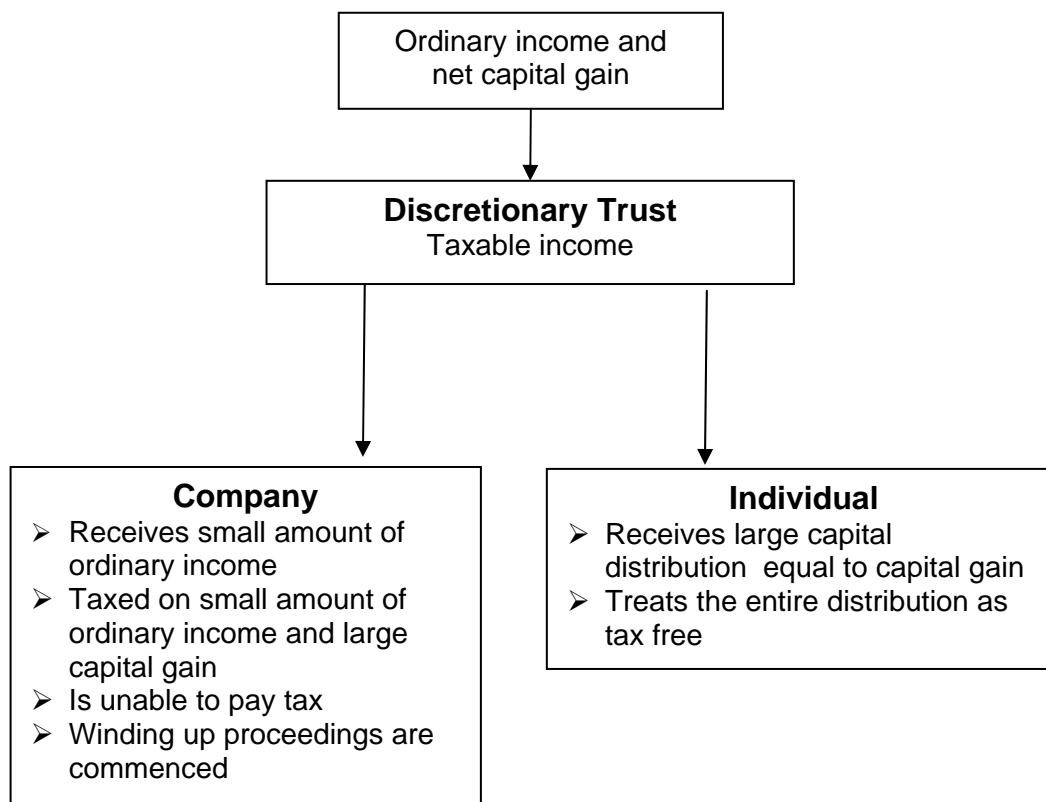 Ordinary income and
net capital gain
Discretionary Trust
Taxable income
Company
➢ Receives small amount of
ordinary income
➢ Taxed on small amount of
ordinary income and large
capital gain
➢ Is unable to pay tax
➢ Winding up proceedings are
commenced
Individual
➢ Receives large capital
distribution equal to capital gain
➢ Treats the entire distribution as
tax free